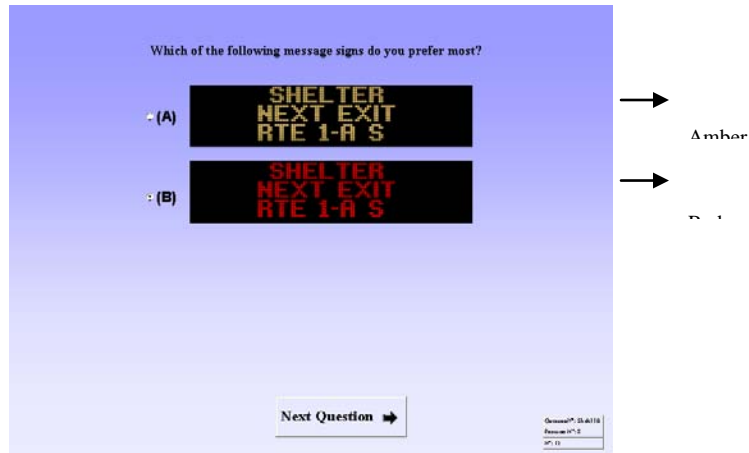 Which of the following message signs do you prefer most?
(A)
SHELTER
NEXT EXIT
RTE 1-A S
Amber
(B)
SHELTER
NEXT EXIT
RTE 1-A S
Next Question